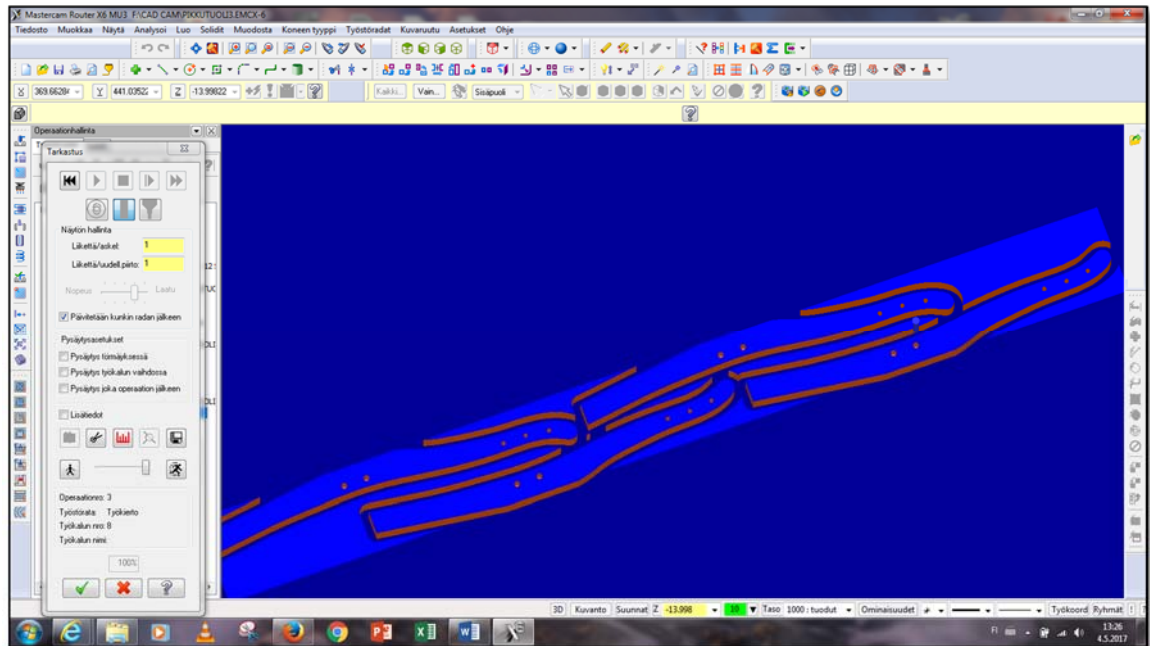 Mastercam Router X6 MU3 F:\CAD CAM\PIKKUTUOLI3.EMCX-6
Tiedosto Muokkaa Näytä Analysoi Luo Solidit Muodosta Koneen tyyppi Työstöradat Kuvaruutu Asetukset Ohje
X 369.6628 Y 441.0352 Z -13.99822 Kaikki... Vain... Sisäpuoli
Operaationhallinta
Tarkastus
Näytön hallinta
Liikettä/askel: 1
Liikettä/uudell.piirto: 1
Nopeus Laatu
Päivitetään kunkin radan jälkeen
Pysäytysasetukset
Pysäytys törmäyksessä
Pysäytys työkalun vaihdossa
Pysäytys joka operaation jälkeen
Lisätiedot
Operaationro: 3
Työstörata: Työkierto
Työkalun nro: 8
Työkalun nimi:
100%
3D Kuvanto Suunnat Z -13.998 10 Taso 1000 : tuodut Ominaisuudet Työkoord Ryhmät
FI 13:26
4.5.2017